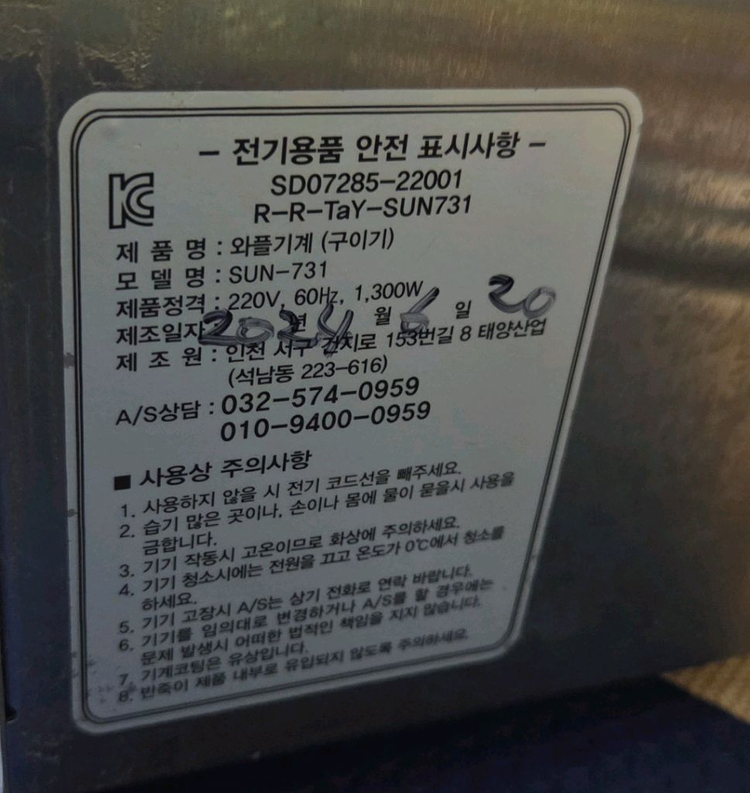 – 전기용품 안전 표시사항 –
KC
SD07285-22001
R-R-TaY-SUN731
제 품 명 : 와플기계 (구이기)
모 델 명 : SUN-731
제품정격 : 220V, 60Hz, 1,300W
제조일자 2024 년 월 6 일 20
제 조 원 : 인천 서구 건지로 153번길 8 태양산업
(석남동 223-616)
A/S상담 : 032-574-0959
010-9400-0959
■ 사용상 주의사항
1. 사용하지 않을 시 전기 코드선을 빼주세요.
2. 습기 많은 곳이나, 손이나 몸에 물이 묻을시 사용을
금합니다.
3. 기기 작동시 고온이므로 화상에 주의하세요.
4. 기기 청소시에는 전원을 끄고 온도가 0℃에서 청소를
하세요.
5. 기기 고장시 A/S는 상기 전화로 연락 바랍니다.
6. 기기를 임의대로 변경하거나 A/S를 할 경우에는
문제 발생시 어떠한 법적인 책임을 지지 않습니다.
7. 기계코팅은 유상입니다.
8. 반죽이 제품 내부로 유입되지 않도록 주의하세요.